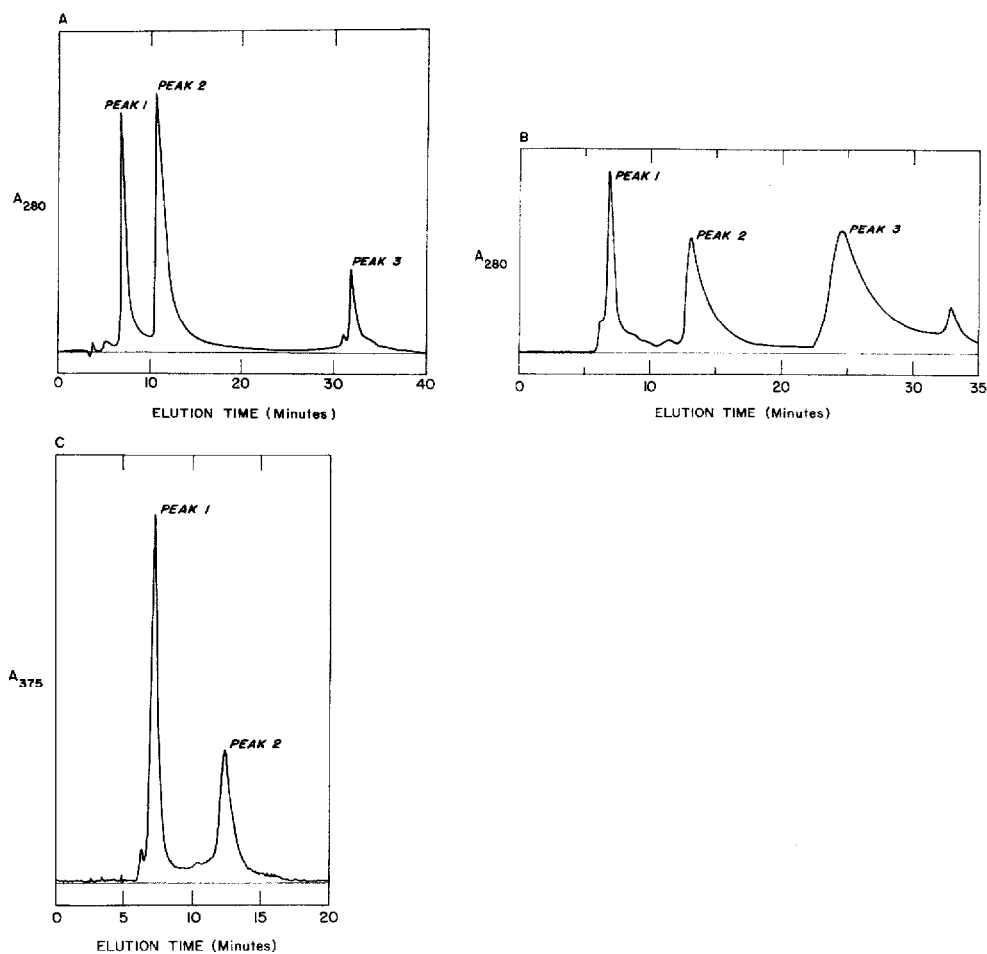 A
A280
PEAK 1
PEAK 2
PEAK 3
0 10 20 30 40
ELUTION TIME (Minutes)
B
A280
PEAK 1
PEAK 2
PEAK 3
0 10 20 30 35
ELUTION TIME (Minutes)
C
A375
PEAK 1
PEAK 2
0 5 10 15 20
ELUTION TIME (Minutes)